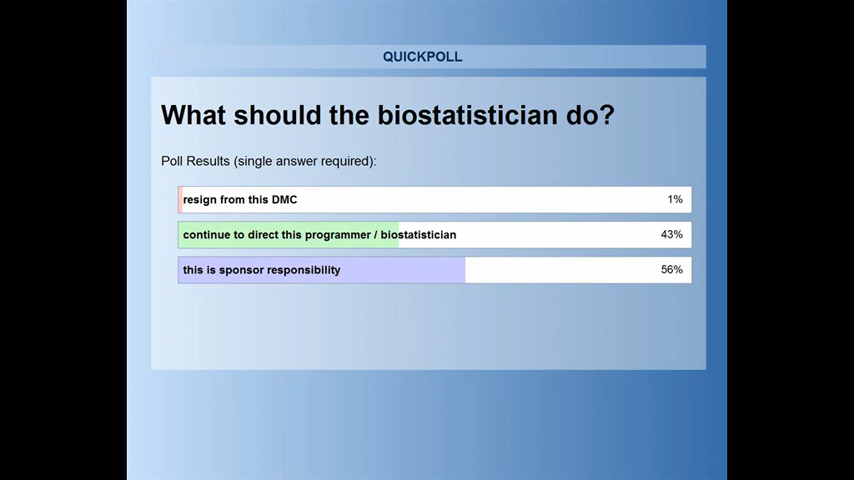 QUICKPOLL
What should the biostatistician do?
Poll Results (single answer required):
resign from this DMC 1%
continue to direct this programmer / biostatistician 43%
this is sponsor responsibility 56%